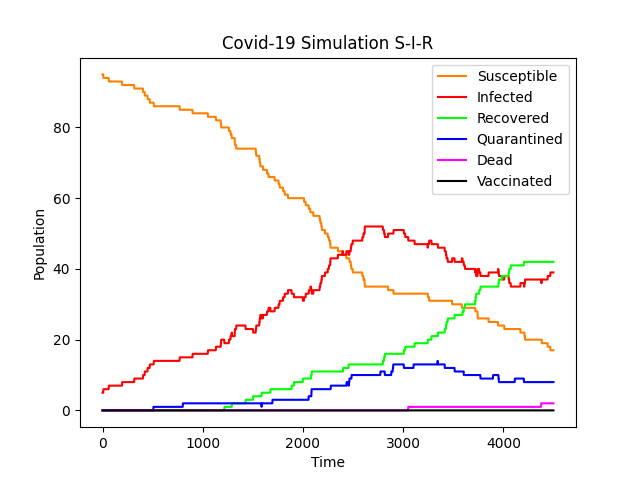 Covid-19 Simulation S-I-R
Susceptible
Infected
Recovered
Quarantined
Dead
Vaccinated
Population
80
60
40
20
0
0 1000 2000 3000 4000
Time